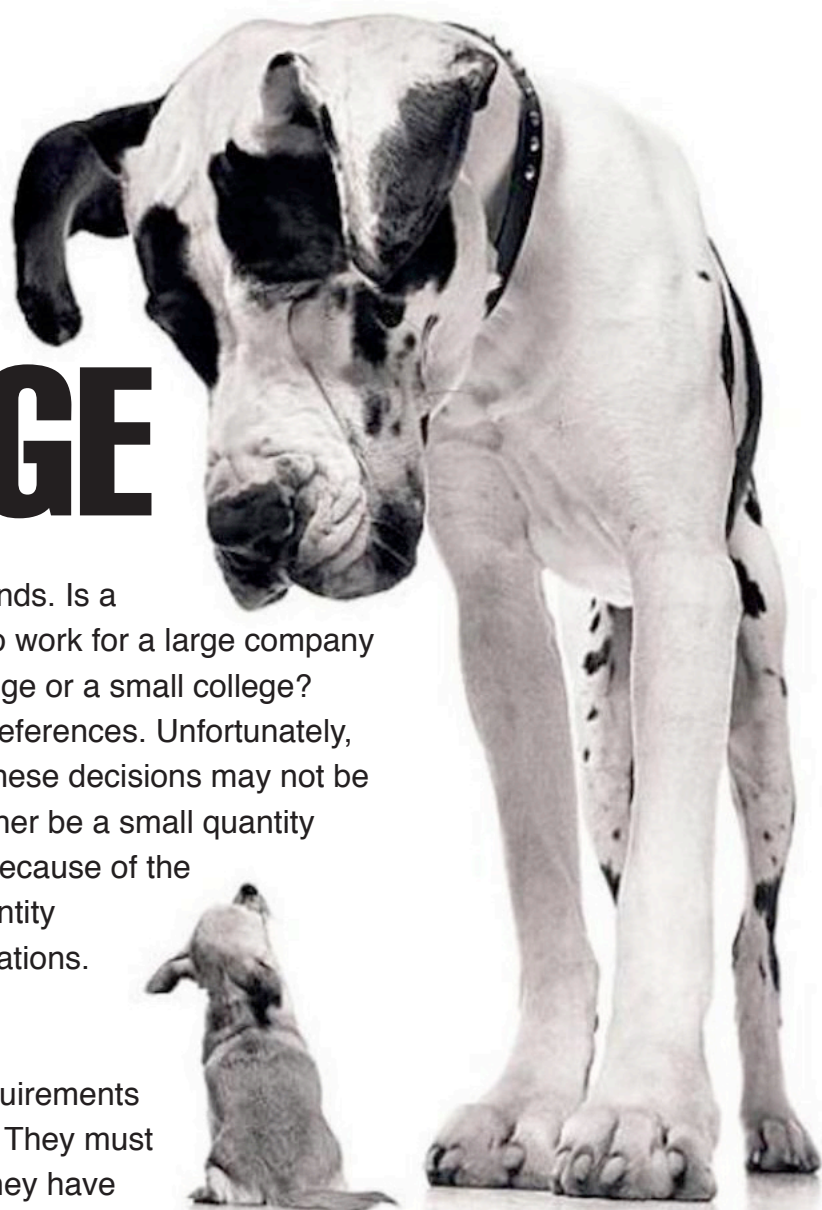 GE
nds. Is a
o work for a large company
ge or a small college?
eferences. Unfortunately,
hese decisions may not be
her be a small quantity
ecause of the
ntity
ations.
uirements
They must
hey have